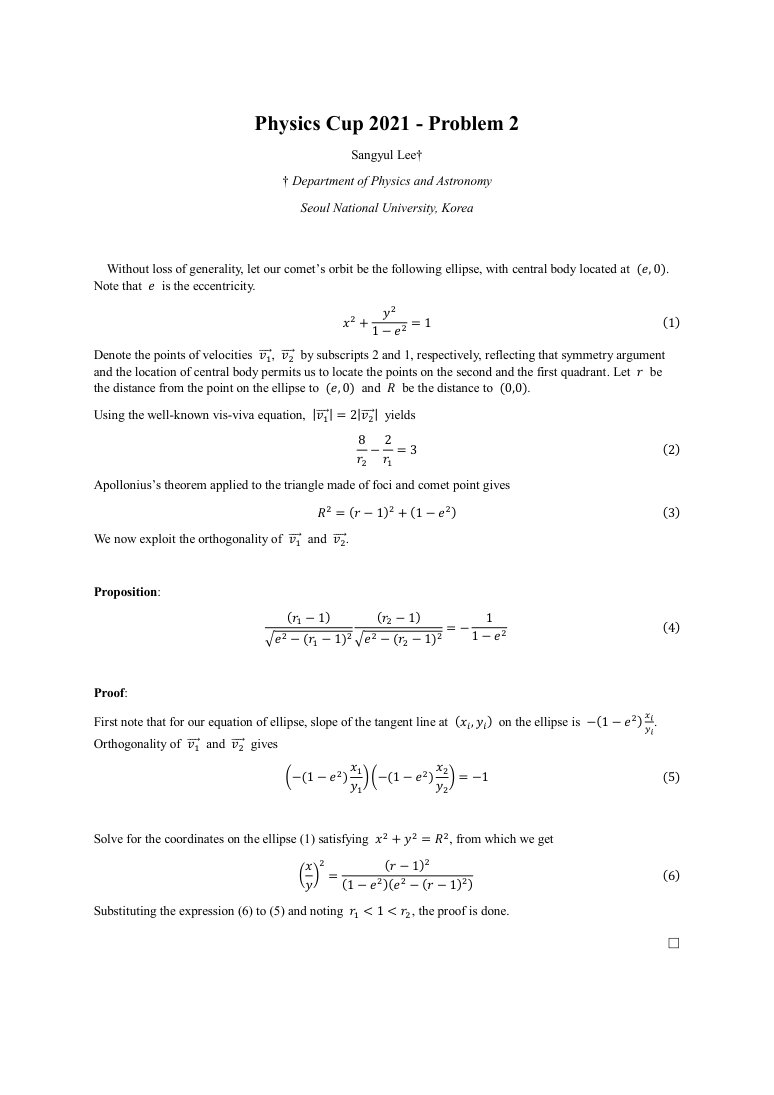 Physics Cup 2021 - Problem 2
Sangyul Lee†
† Department of Physics and Astronomy
Seoul National University, Korea
Without loss of generality, let our comet's orbit be the following ellipse, with central body located at (e, 0).
Note that e is the eccentricity.
x² + y²/(1 − e²) = 1 (1)
Denote the points of velocities v₁⃗, v₂⃗ by subscripts 2 and 1, respectively, reflecting that symmetry argument
and the location of central body permits us to locate the points on the second and the first quadrant. Let r be
the distance from the point on the ellipse to (e, 0) and R be the distance to (0,0).
Using the well-known vis-viva equation, |v₁⃗| = 2|v₂⃗| yields
8/r₂ − 2/r₁ = 3 (2)
Apollonius's theorem applied to the triangle made of foci and comet point gives
R² = (r − 1)² + (1 − e²) (3)
We now exploit the orthogonality of v₁⃗ and v₂⃗.
Proposition:
(r₁ − 1)/√(e² − (r₁ − 1)²) (r₂ − 1)/√(e² − (r₂ − 1)²) = − 1/(1 − e²) (4)
Proof:
First note that for our equation of ellipse, slope of the tangent line at (xᵢ, yᵢ) on the ellipse is −(1 − e²) xᵢ/yᵢ.
Orthogonality of v₁⃗ and v₂⃗ gives
(−(1 − e²) x₁/y₁)(−(1 − e²) x₂/y₂) = −1 (5)
Solve for the coordinates on the ellipse (1) satisfying x² + y² = R², from which we get
(x/y)² = (r − 1)²/((1 − e²)(e² − (r − 1)²)) (6)
Substituting the expression (6) to (5) and noting r₁ < 1 < r₂, the proof is done.
□